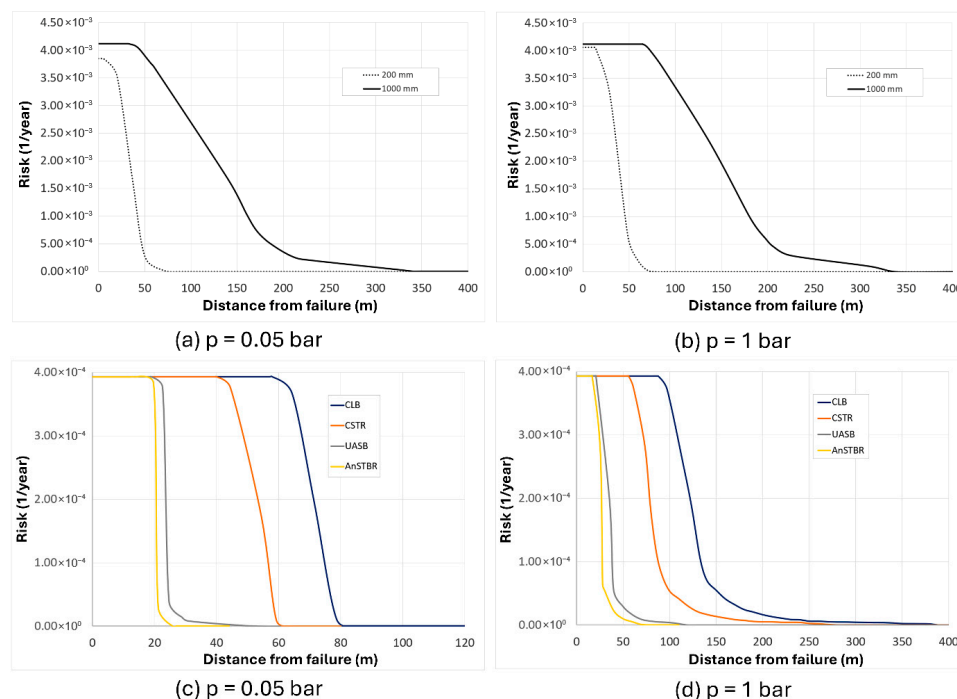 4.50×10⁻³
4.00×10⁻³
3.50×10⁻³
3.00×10⁻³
3.00×10⁻³
2.00×10⁻³
1.50×10⁻³
1.50×10⁻³
5.00×10⁻⁴
0.00×10⁰
Risk (1/year)
200 mm
1000 mm
0 50 100 150 200 250 300 350 400
Distance from failure (m)
(a) p = 0.05 bar
4.50×10⁻³
4.00×10⁻³
3.50×10⁻³
3.00×10⁻³
3.00×10⁻³
2.00×10⁻³
1.50×10⁻³
1.50×10⁻³
5.00×10⁻⁴
0.00×10⁰
Risk (1/year)
200 mm
1000 mm
0 50 100 150 200 250 300 350 400
Distance from failure (m)
(b) p = 1 bar
4.00×10⁻⁴
3.00×10⁻⁴
2.00×10⁻⁴
1.00×10⁻⁴
0.00×10⁰
Risk (1/year)
CLB
CSTR
UASB
AnSTBR
0 20 40 60 80 100 120
Distance from failure (m)
(c) p = 0.05 bar
4.00×10⁻⁴
3.00×10⁻⁴
2.00×10⁻⁴
1.00×10⁻⁴
0.00×10⁰
Risk (1/year)
CLB
CSTR
UASB
AnSTBR
0 50 100 150 200 250 300 350 400
Distance from failure (m)
(d) p = 1 bar